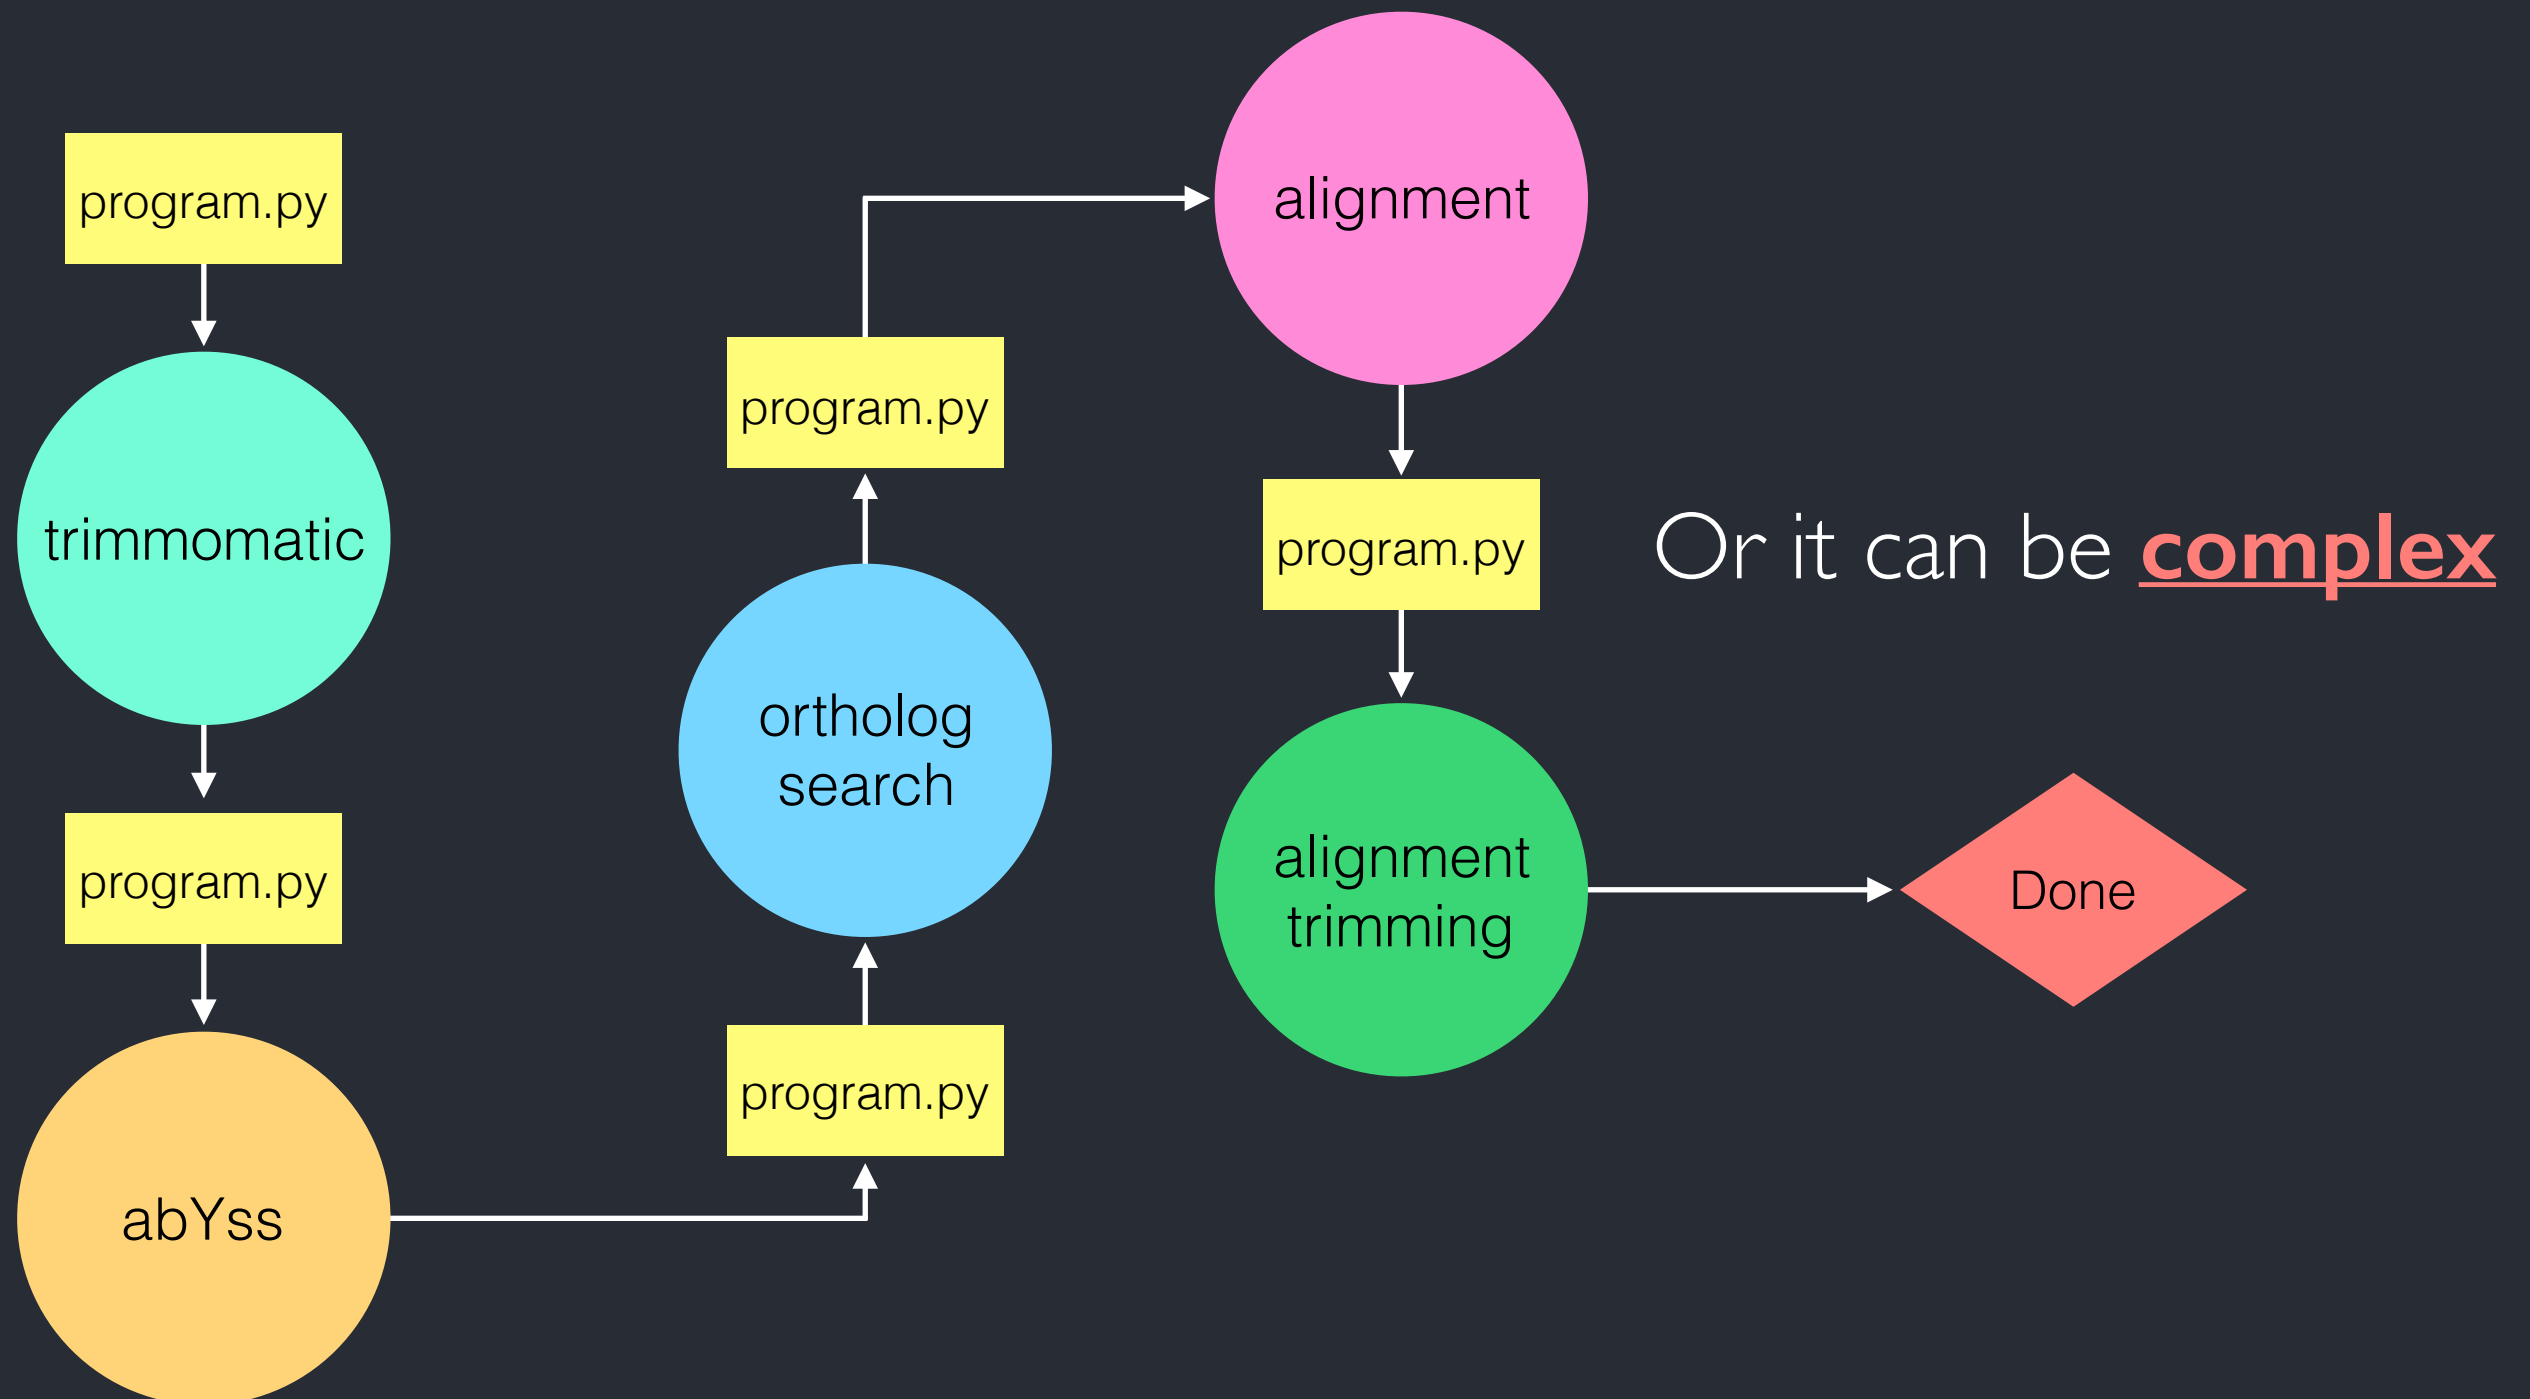 program.py
trimmomatic
program.py
abYss
program.py
ortholog
search
program.py
alignment
program.py
alignment
trimming
Done
Or it can be complex